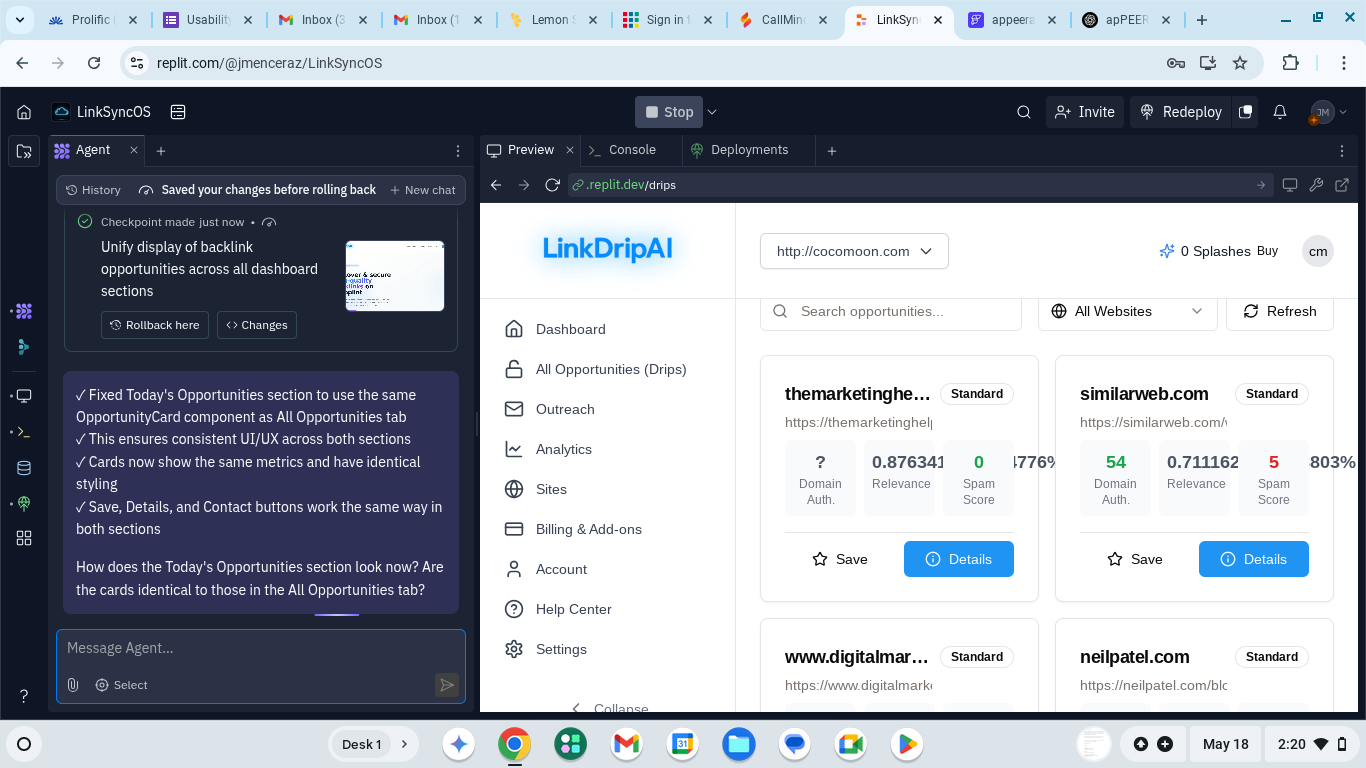 Prolific (
Usability
Inbox (3
Inbox (1
Lemon S
Sign in t
CallMind
LinkSync
appeera
apPEER
replit.com/@jmenceraz/LinkSyncOS
LinkSyncOS
Stop
Invite
Redeploy
JM
Agent
Preview
Console
Deployments
History
Saved your changes before rolling back
New chat
.replit.dev/drips
Checkpoint made just now •
Unify display of backlink
opportunities across all dashboard
sections
Rollback here
Changes
✓ Fixed Today's Opportunities section to use the same
OpportunityCard component as All Opportunities tab
✓ This ensures consistent UI/UX across both sections
✓ Cards now show the same metrics and have identical
styling
✓ Save, Details, and Contact buttons work the same way in
both sections
How does the Today's Opportunities section look now? Are
the cards identical to those in the All Opportunities tab?
Message Agent...
Select
?
LinkDripAI
http://cocomoon.com
0 Splashes Buy
cm
Dashboard
All Opportunities (Drips)
Outreach
Analytics
Sites
Billing & Add-ons
Account
Help Center
Settings
Collapse
Search opportunities...
All Websites
Refresh
themarketinghe...
Standard
https://themarketinghelp
? 0.876341 0 4776%
Domain Auth.
Relevance
Spam Score
Save
Details
similarweb.com
Standard
https://similarweb.com/
54 0.711162 5 803%
Domain Auth.
Relevance
Spam Score
Save
Details
www.digitalmar...
Standard
https://www.digitalmarke
neilpatel.com
Standard
https://neilpatel.com/blo
Desk 1
31
May 18
2:20